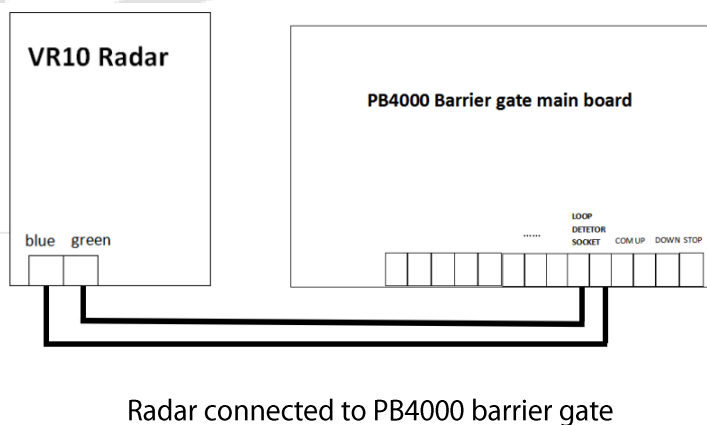 VR10 Radar
PB4000 Barrier gate main board
blue green
......
LOOP
DETETOR
SOCKET
COM UP DOWN STOP
Radar connected to PB4000 barrier gate